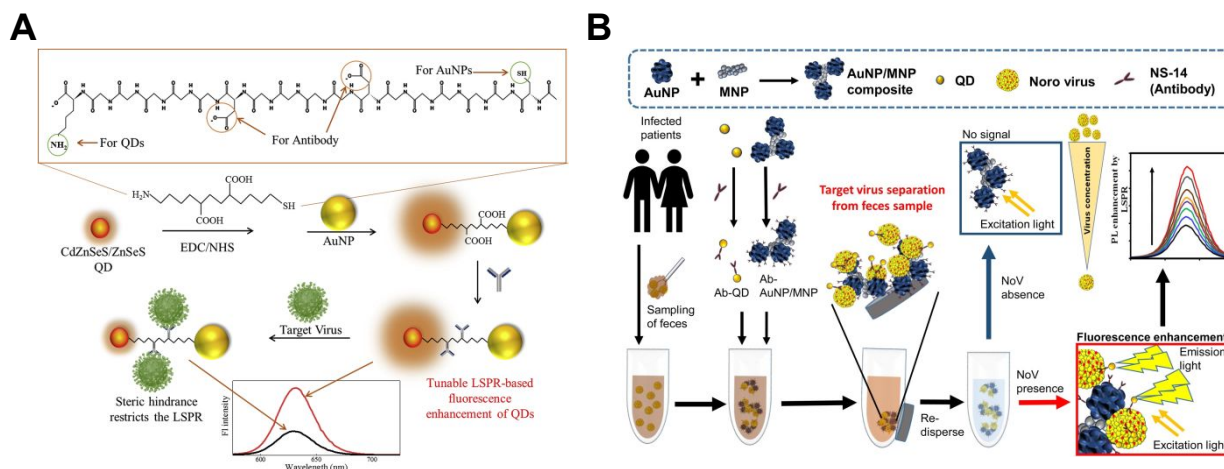 A
For AuNPs
SH
For QDs
NH2
For Antibody
H2N
COOH
COOH
SH
EDC/NHS
AuNP
CdZnSeS/ZnSeS
QD
COOH
COOH
Target Virus
Steric hindrance
restricts the LSPR
Tunable LSPR-based
fluorescence
enhancement of QDs
Fl intensity
600
650
700
Wavelength (nm)
B
AuNP
+
MNP
AuNP/MNP
composite
QD
Noro virus
NS-14
(Antibody)
Infected
patients
Sampling
of feces
Ab-QD
Ab-
AuNP/MNP
Target virus separation
from feces sample
Re-
disperse
No signal
Excitation light
NoV
absence
NoV
presence
Virus concentration
PL enhancement by
LSPR
Fluorescence enhancement
Emission
light
Excitation light